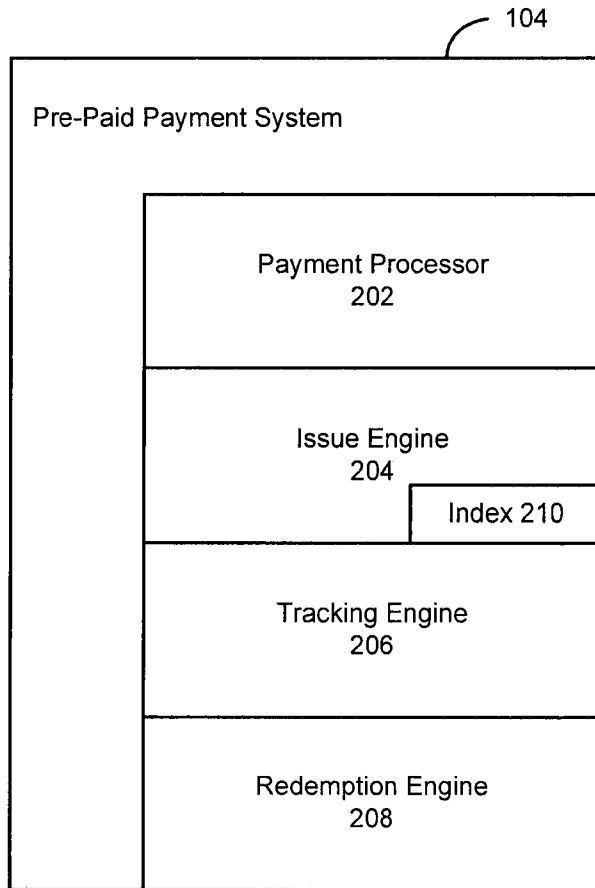 104
Pre-Paid Payment System
Payment Processor
202
Issue Engine
204
Index 210
Tracking Engine
206
Redemption Engine
208